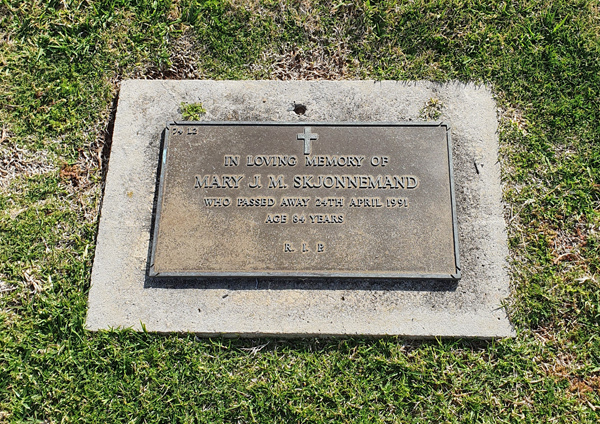 IN LOVING MEMORY OF
MARY J. M. SKJONNEMAND
WHO PASSED AWAY 24TH APRIL 1991
AGE 84 YEARS
R. I. P.